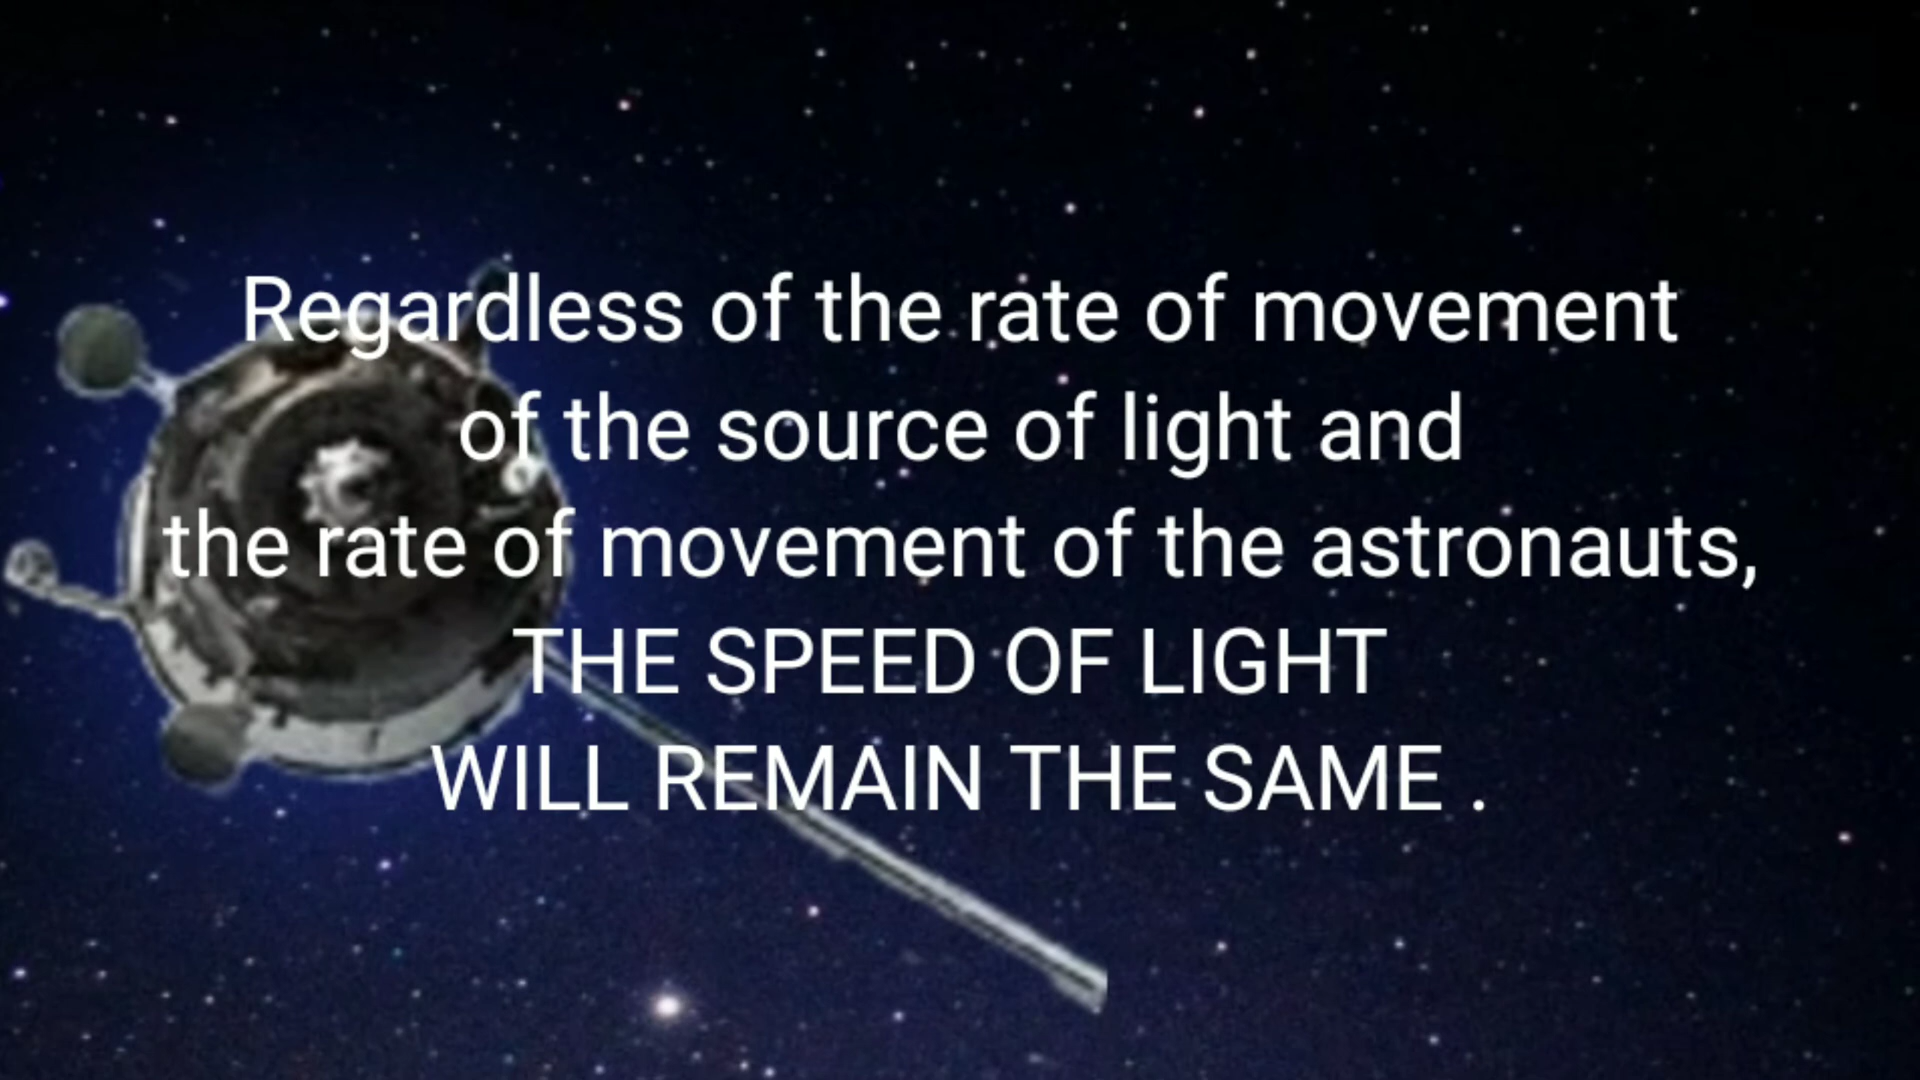 Regardless of the rate of movement
of the source of light and
the rate of movement of the astronauts,
THE SPEED OF LIGHT
WILL REMAIN THE SAME .